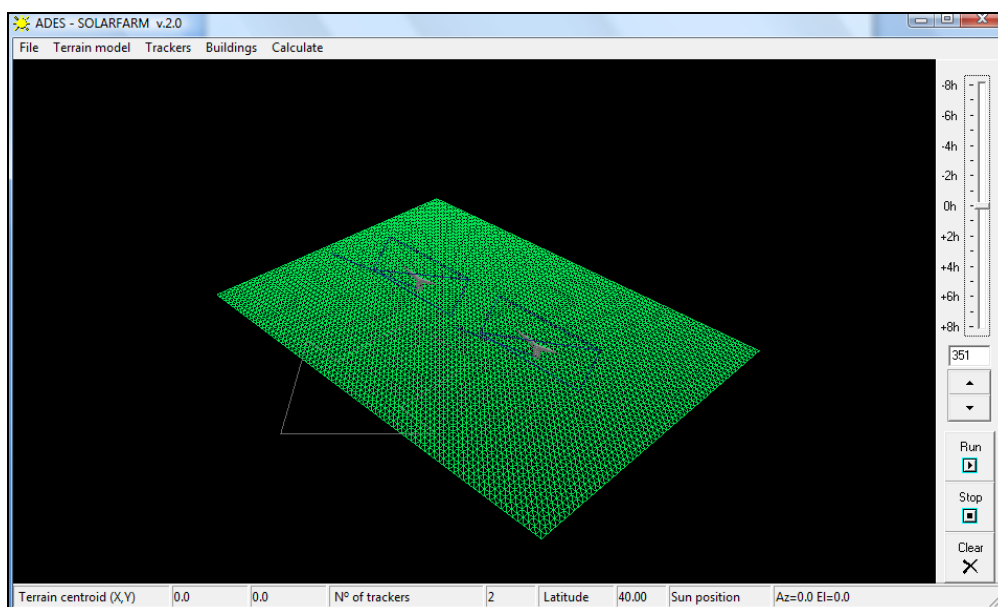 ADES - SOLARFARM v.2.0
File Terrain model Trackers Buildings Calculate
-8h
-6h
-4h
-2h
0h
+2h
+4h
+6h
+8h
351
Run
Stop
Clear
Terrain centroid (X,Y) 0.0 0.0 Nº of trackers 2 Latitude 40.00 Sun position Az=0.0 El=0.0